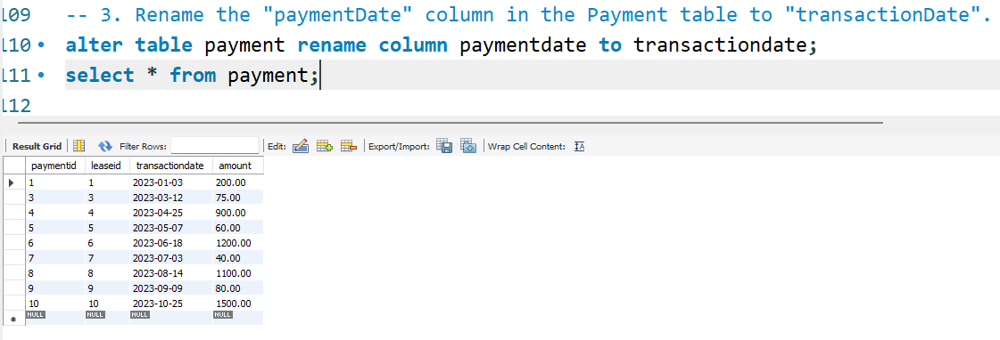 109 -- 3. Rename the "paymentDate" column in the Payment table to "transactionDate".
110 alter table payment rename column paymentdate to transactiondate;
111 select * from payment;
112
Result Grid Filter Rows: Edit: Export/Import: Wrap Cell Content:
paymentid leaseid transactiondate amount
1 1 2023-01-03 200.00
3 3 2023-03-12 75.00
4 4 2023-04-25 900.00
5 5 2023-05-07 60.00
6 6 2023-06-18 1200.00
7 7 2023-07-03 40.00
8 8 2023-08-14 1100.00
9 9 2023-09-09 80.00
10 10 2023-10-25 1500.00
NULL NULL NULL NULL